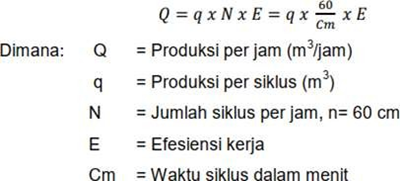 Q = q x N x E = q x 60/Cm x E
Dimana: Q = Produksi per jam (m³/jam)
q = Produksi per siklus (m³)
N = Jumlah siklus per jam, n= 60 cm
E = Efesiensi kerja
Cm = Waktu siklus dalam menit